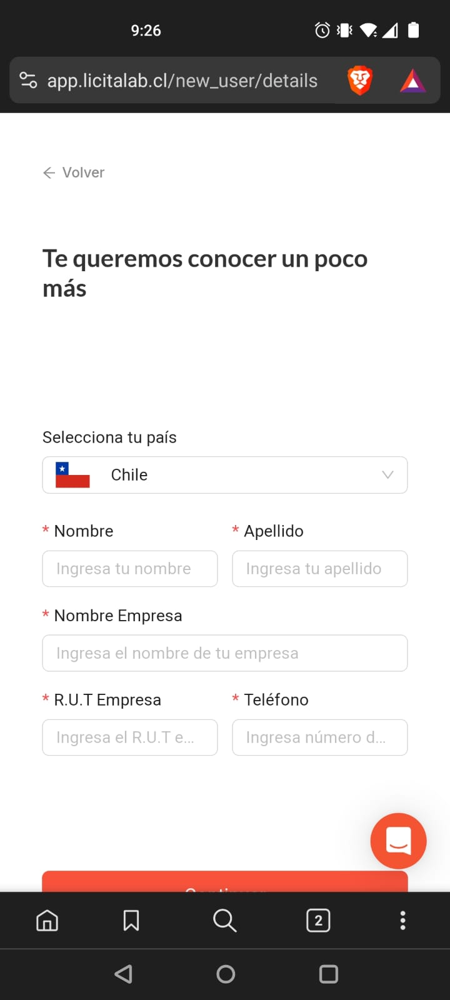 9:26
app.licitalab.cl/new_user/details
← Volver
Te queremos conocer un poco
más
Selecciona tu país
Chile
* Nombre
* Apellido
Ingresa tu nombre
Ingresa tu apellido
* Nombre Empresa
Ingresa el nombre de tu empresa
* R.U.T Empresa
* Teléfono
Ingresa el R.U.T e...
Ingresa número d...
2